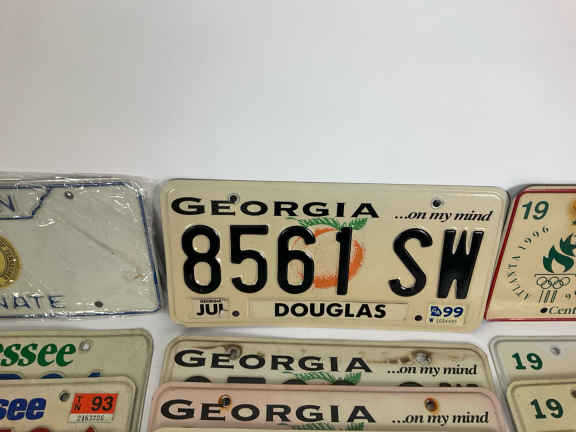 N
NATE
GEORGIA ...on my mind
8561 SW
GEORGIA
JUL DOUGLAS 99
19
ATLANTA 1996
Cent
essee
GEORGIA ...on my mind
19
see TN 93
GEORGIA ...on my mind
19